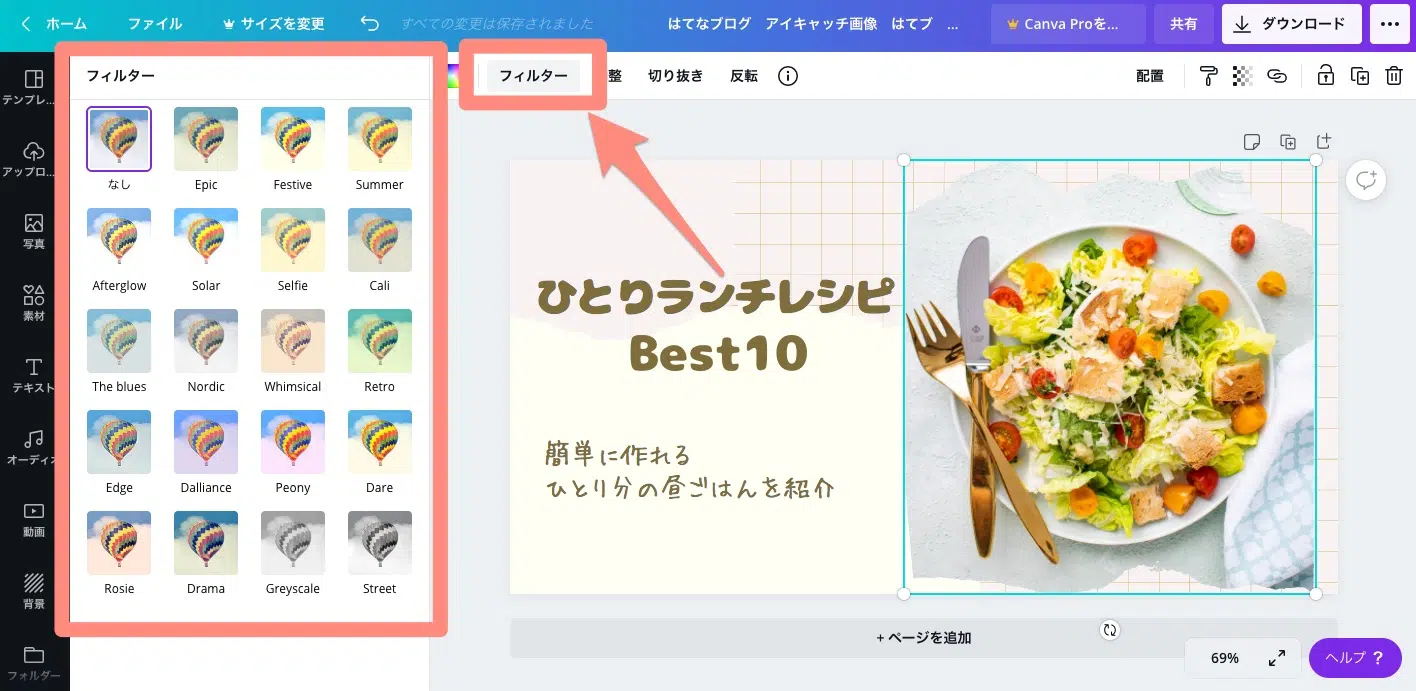 ホーム
ファイル
サイズを変更
すべての変更は保存されました
はてなブログ アイキャッチ画像 はてブ ...
Canva Proを...
共有
ダウンロード
フィルター
整
切り抜き
反転
配置
テンプレ...
アップロ...
写真
素材
テキスト
オーディオ
動画
背景
フォルダー
フィルター
なし
Epic
Festive
Summer
Afterglow
Solar
Selfie
Cali
The blues
Nordic
Whimsical
Retro
Edge
Dalliance
Peony
Dare
Rosie
Drama
Greyscale
Street
ひとりランチレシピ
Best10
簡単に作れる
ひとり分の昼ごはんを紹介
+ ページを追加
69%
ヘルプ ?